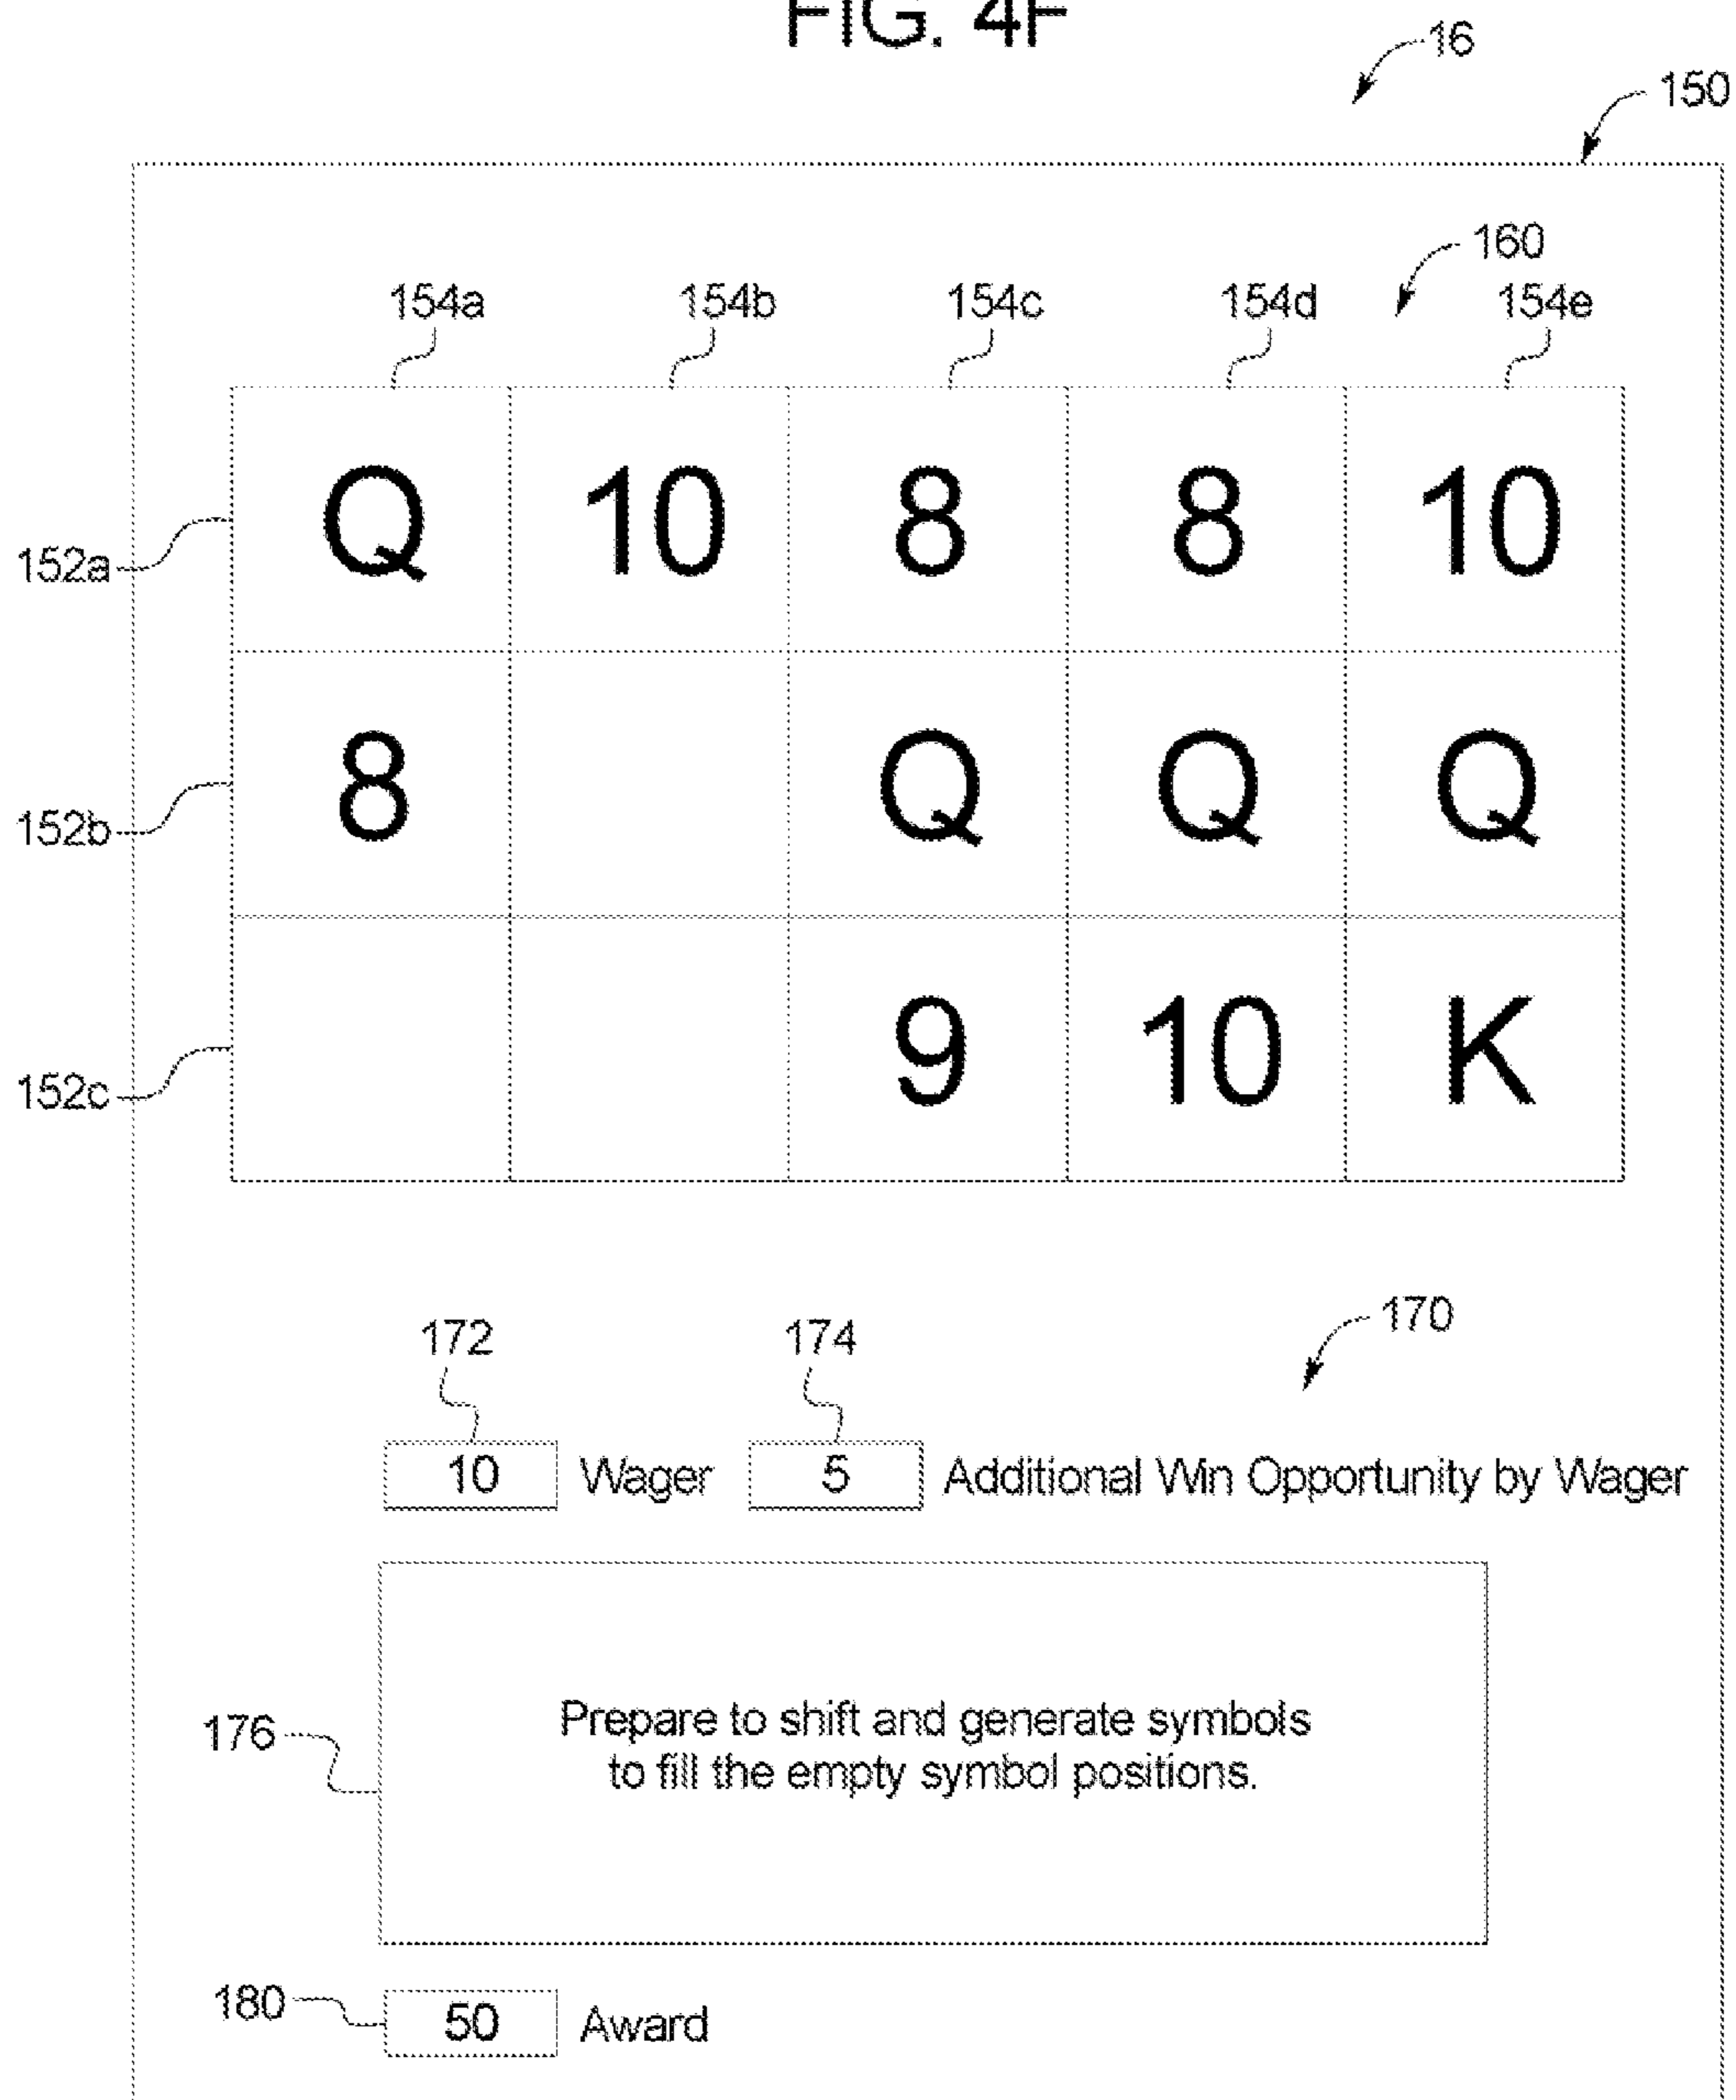 FIG. 4F
16
150
160
154a 154b 154c 154d 154e
Q 10 8 8 10
152a
8 Q Q Q
152b
9 10 K
152c
170
172 174
10 Wager 5 Additional Win Opportunity by Wager
176
Prepare to shift and generate symbols
to fill the empty symbol positions.
180 50 Award